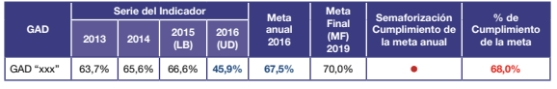 GAD
Serie del Indicador
2013
2014
2015
(LB)
2016
(UD)
Meta
anual
2016
Meta
Final
(MF)
2019
Semaforización
Cumplimiento de
la meta anual
% de
Cumplimiento
de la meta
GAD "xxx"
63,7%
65,6%
66,6%
45,9%
67,5%
70,0%
68,0%